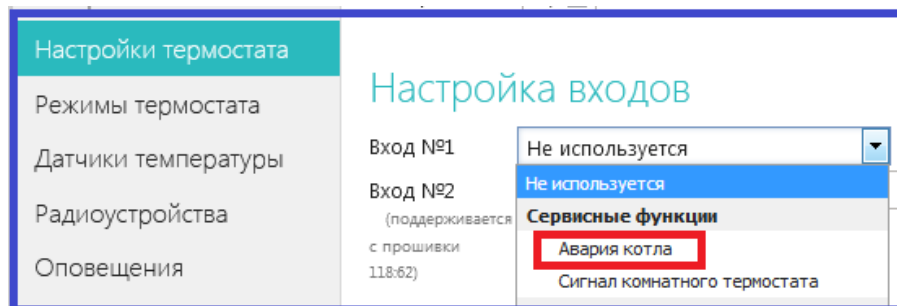 Настройки термостата
Режимы термостата
Датчики температуры
Радиоустройства
Оповещения
Настройка входов
Вход №1
Не используется
Вход №2
(поддерживается
с прошивки
118:62)
Не используется
Сервисные функции
Авария котла
Сигнал комнатного термостата